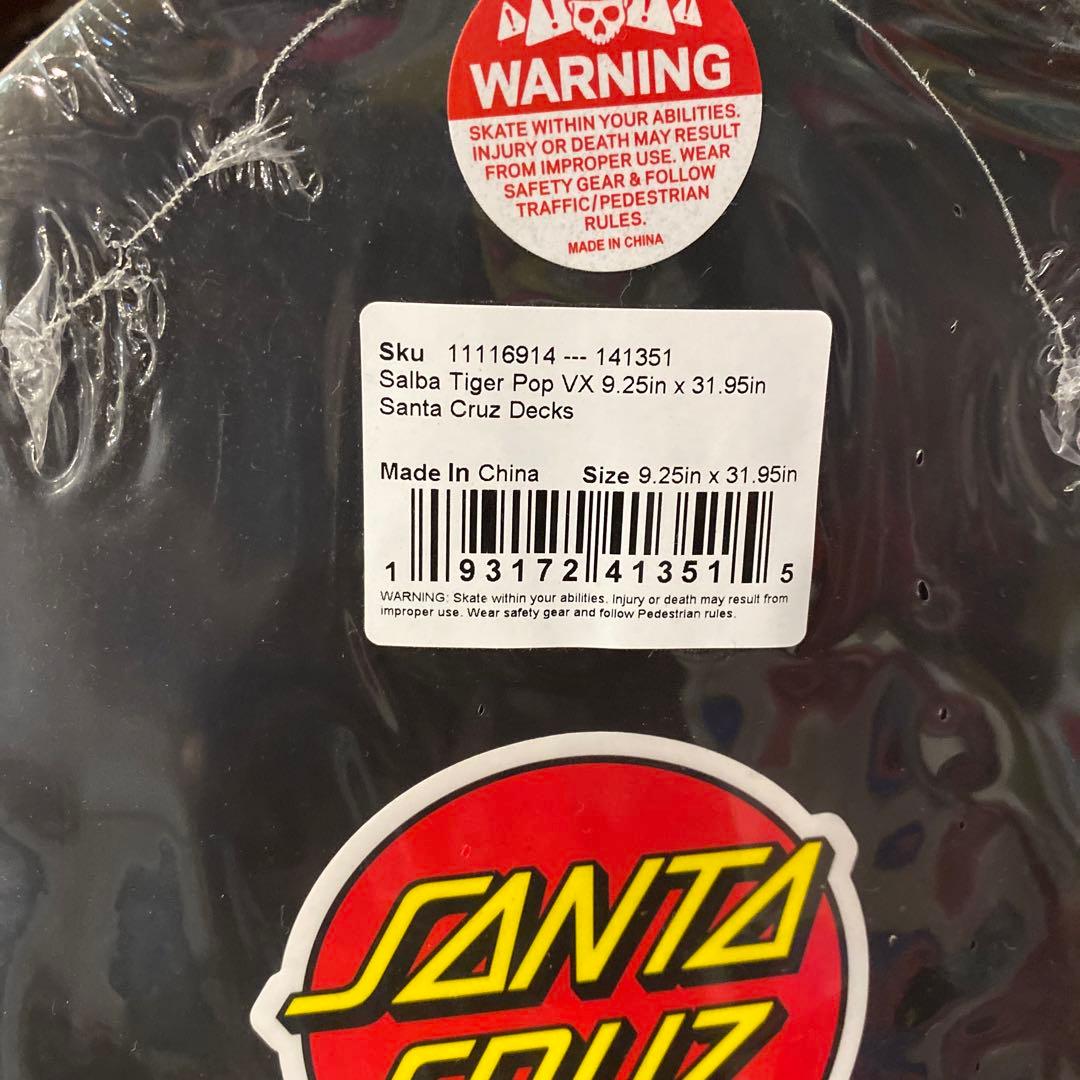 WARNING
SKATE WITHIN YOUR ABILITIES.
INJURY OR DEATH MAY RESULT
FROM IMPROPER USE. WEAR
SAFETY GEAR & FOLLOW
TRAFFIC/PEDESTRIAN
RULES.
MADE IN CHINA
Sku 11116914 --- 141351
Salba Tiger Pop VX 9.25in x 31.95in
Santa Cruz Decks
Made In China Size 9.25in x 31.95in
1 93172 41351 5
WARNING: Skate within your abilities. Injury or death may result from
improper use. Wear safety gear and follow Pedestrian rules.
SANTA
CRUZ